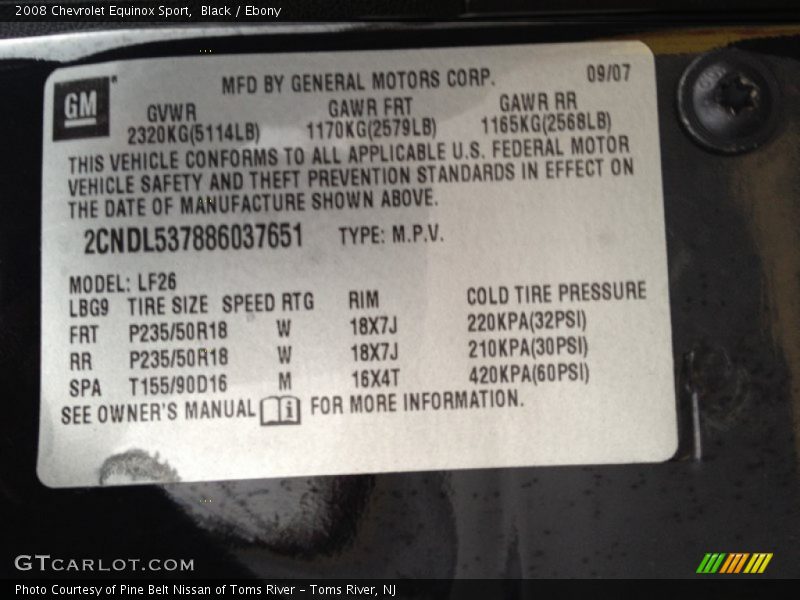 2008 Chevrolet Equinox Sport, Black / Ebony
MFD BY GENERAL MOTORS CORP. 09/07
GM
GVWR GAWR FRT GAWR RR
2320KG(5114LB) 1170KG(2579LB) 1165KG(2568LB)
THIS VEHICLE CONFORMS TO ALL APPLICABLE U.S. FEDERAL MOTOR
VEHICLE SAFETY AND THEFT PREVENTION STANDARDS IN EFFECT ON
THE DATE OF MANUFACTURE SHOWN ABOVE.
2CNDL537886037651 TYPE: M.P.V.
MODEL: LF26
LBG9 TIRE SIZE SPEED RTG RIM COLD TIRE PRESSURE
FRT P235/50R18 W 18X7J 220KPA(32PSI)
RR P235/50R18 W 18X7J 210KPA(30PSI)
SPA T155/90D16 M 16X4T 420KPA(60PSI)
SEE OWNER'S MANUAL i FOR MORE INFORMATION.
GTCARLOT.COM
Photo Courtesy of Pine Belt Nissan of Toms River – Toms River, NJ